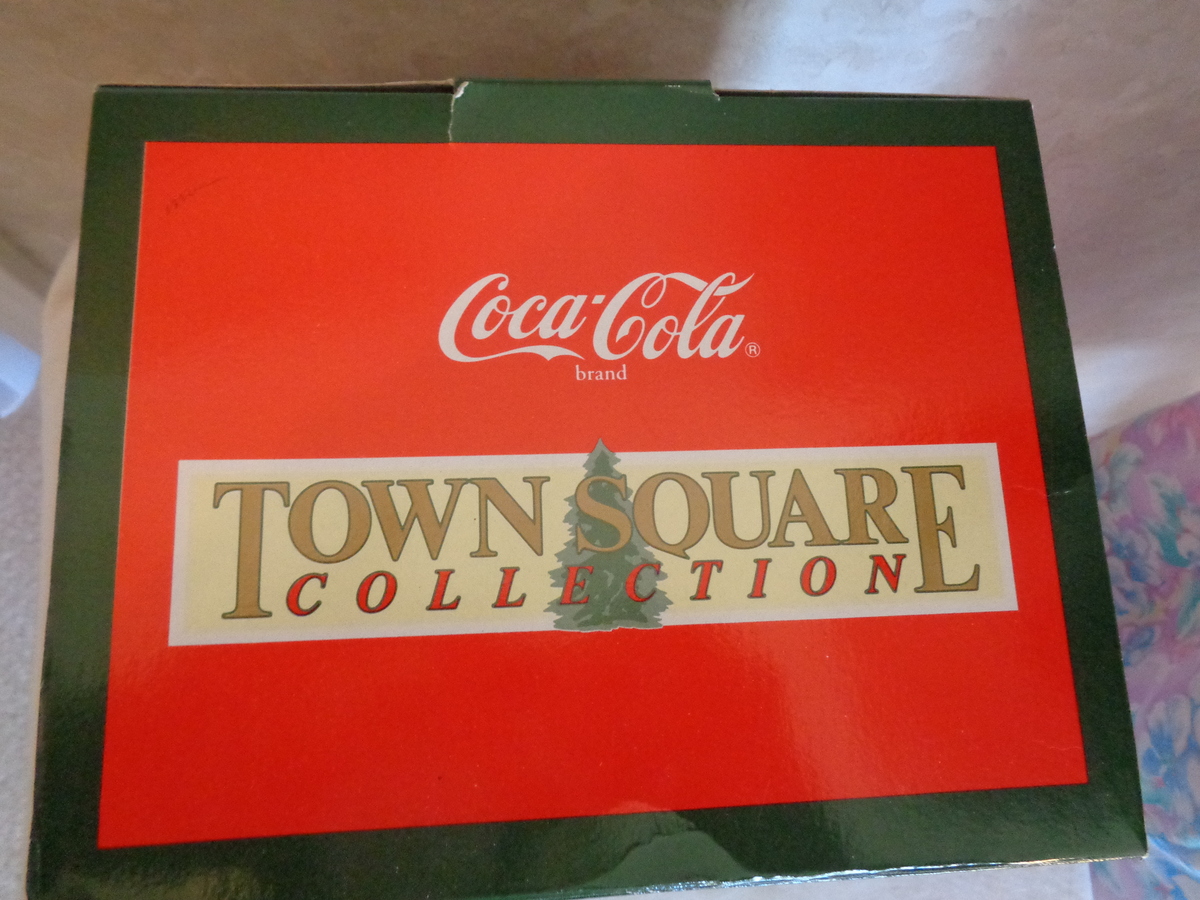 Coca-Cola®
brand
TOWN SQUARE
COLLECTION